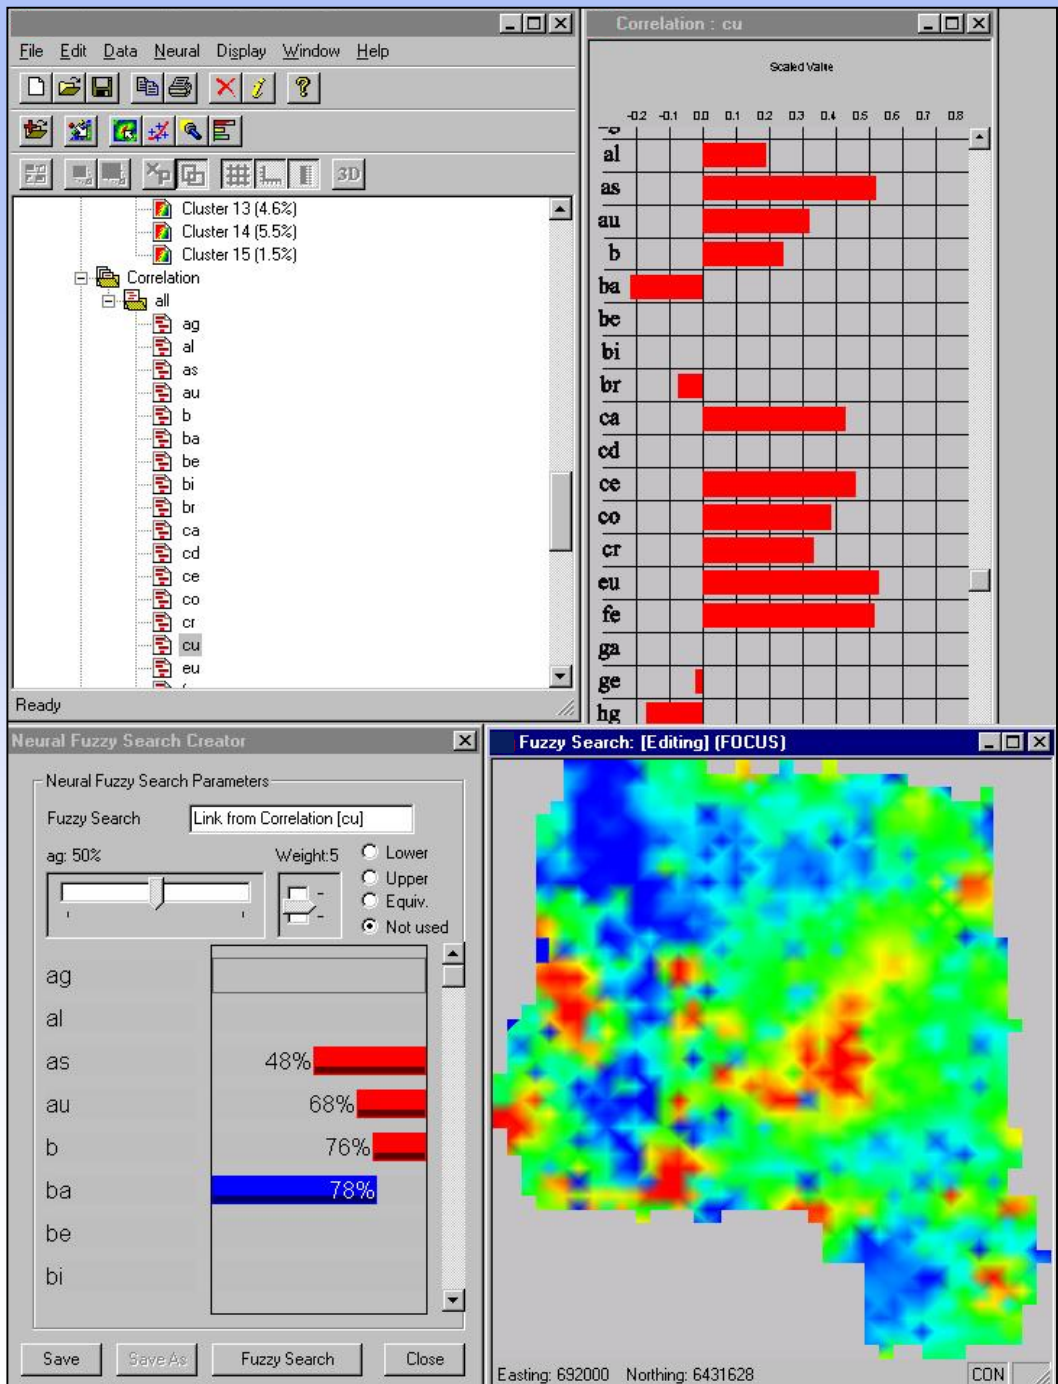 File Edit Data Neural Display Window Help
3D
Cluster 13 (4.6%)
Cluster 14 (5.5%)
Cluster 15 (1.5%)
Correlation
all
ag
al
as
au
b
ba
be
bi
br
ca
cd
ce
co
cr
cu
eu
Ready
Correlation : cu
Scaled Value
-0.2 -0.1 0.0 0.1 0.2 0.3 0.4 0.5 0.6 0.7 0.8
al
as
au
b
ba
be
bi
br
ca
cd
ce
co
cr
eu
fe
ga
ge
hg
Neural Fuzzy Search Creator
Neural Fuzzy Search Parameters
Fuzzy Search Link from Correlation [cu]
ag: 50% Weight:5
Lower
Upper
Equiv.
Not used
ag
al
as 48%
au 68%
b 76%
ba 78%
be
bi
Save Save As Fuzzy Search Close
Fuzzy Search: [Editing] (FOCUS)
Easting: 692000 Northing: 6431628 CON